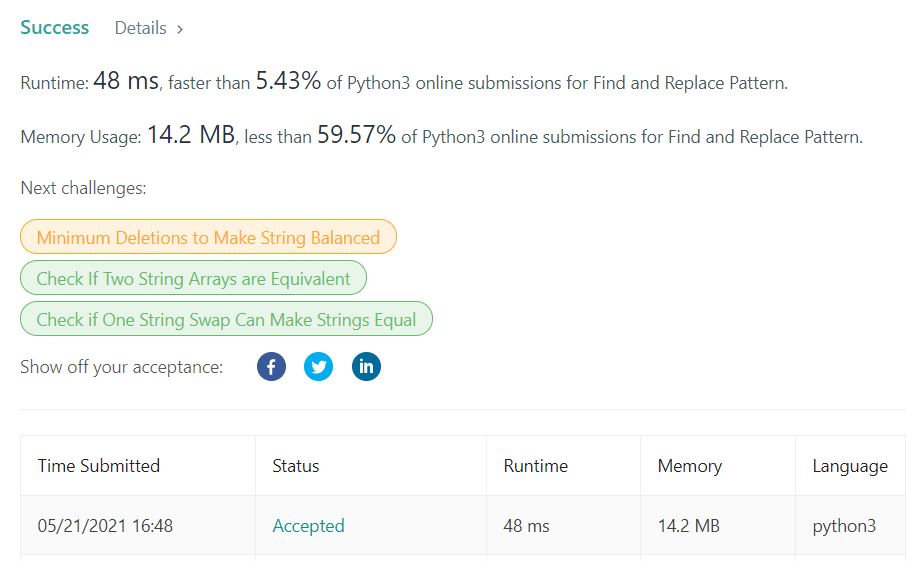 Success Details >
Runtime: 48 ms, faster than 5.43% of Python3 online submissions for Find and Replace Pattern.
Memory Usage: 14.2 MB, less than 59.57% of Python3 online submissions for Find and Replace Pattern.
Next challenges:
Minimum Deletions to Make String Balanced
Check If Two String Arrays are Equivalent
Check if One String Swap Can Make Strings Equal
Show off your acceptance: f in
Time Submitted Status Runtime Memory Language
05/21/2021 16:48 Accepted 48 ms 14.2 MB python3